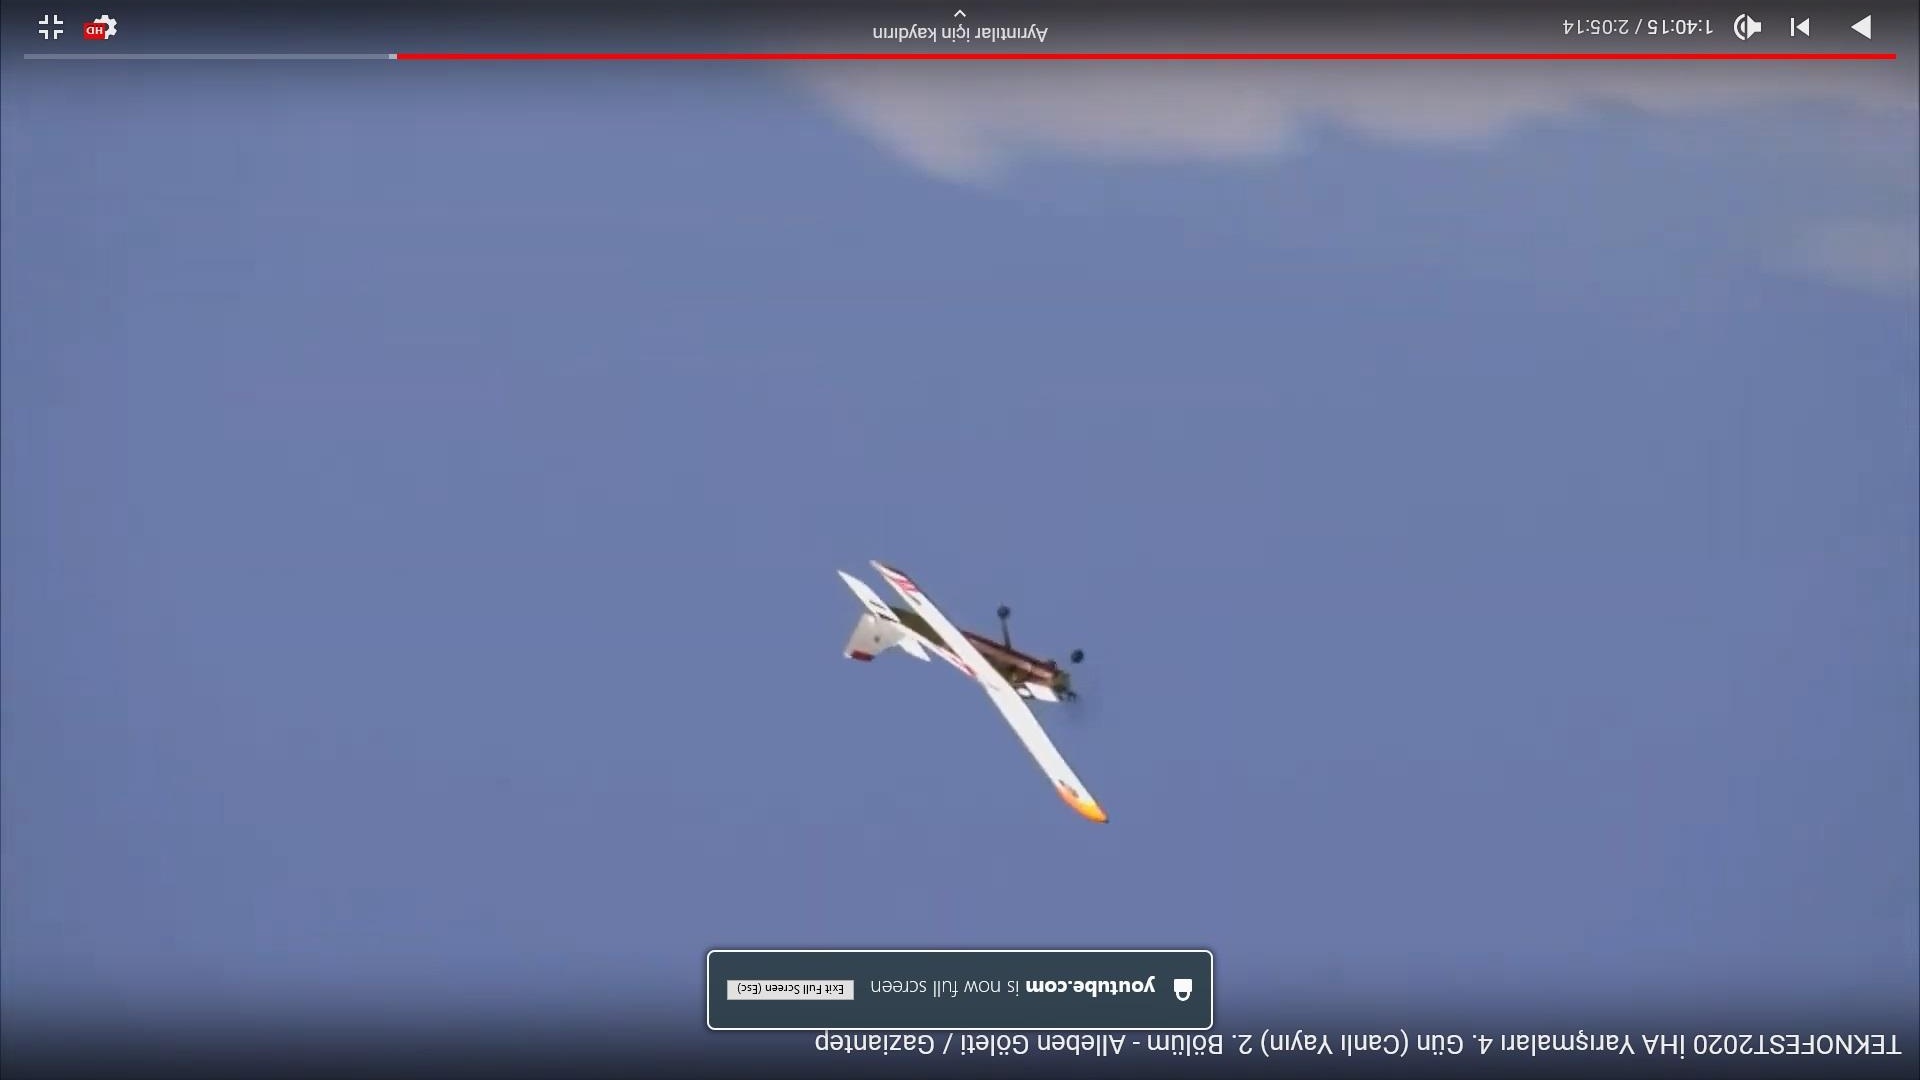 TEKNOFEST2020 İHA Yarışmaları 4. Gün (Canlı Yayın) 2. Bölüm - Alleben Göleti / Gaziantep
youtube.com is now full screen Exit Full Screen (Esc)
1:40:15 / 2:05:14
Ayrıntılar için kaydırın
HD